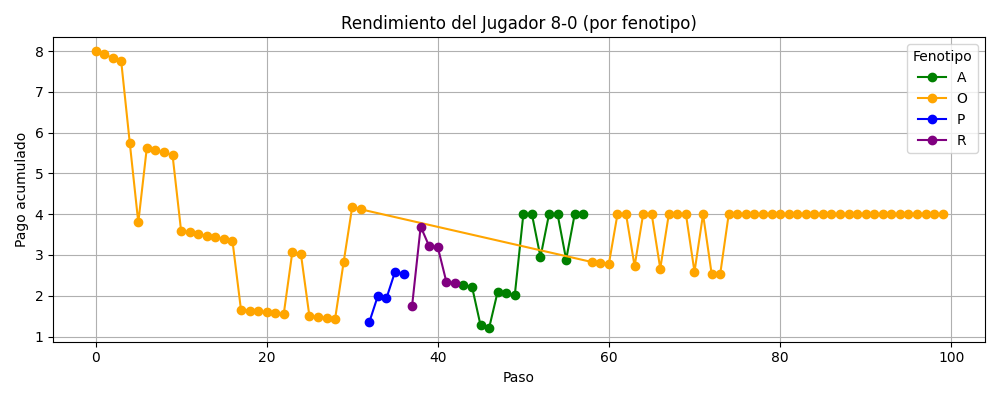 Rendimiento del Jugador 8-0 (por fenotipo)
Pago acumulado
8
7
6
5
4
3
2
1
0
20
40
60
80
100
Paso
Fenotipo
A
O
P
R